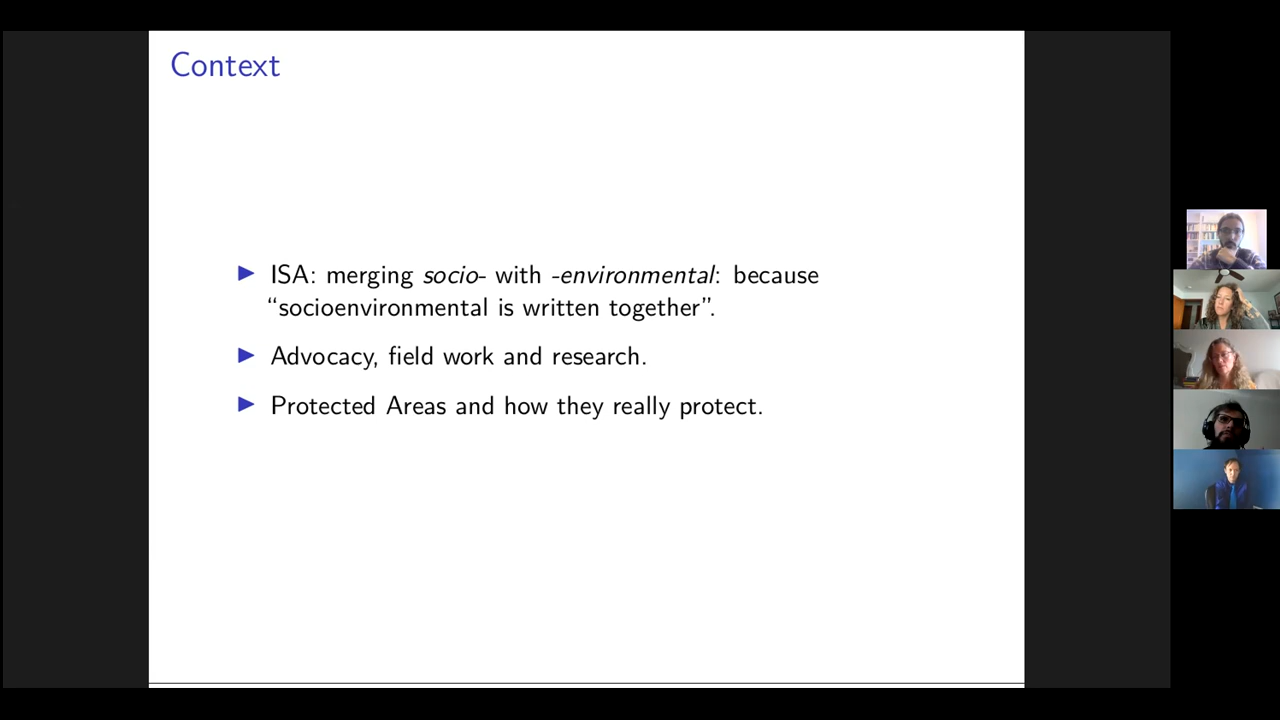 Context
ISA: merging socio- with -environmental: because
“socioenvironmental is written together”.
Advocacy, field work and research.
Protected Areas and how they really protect.